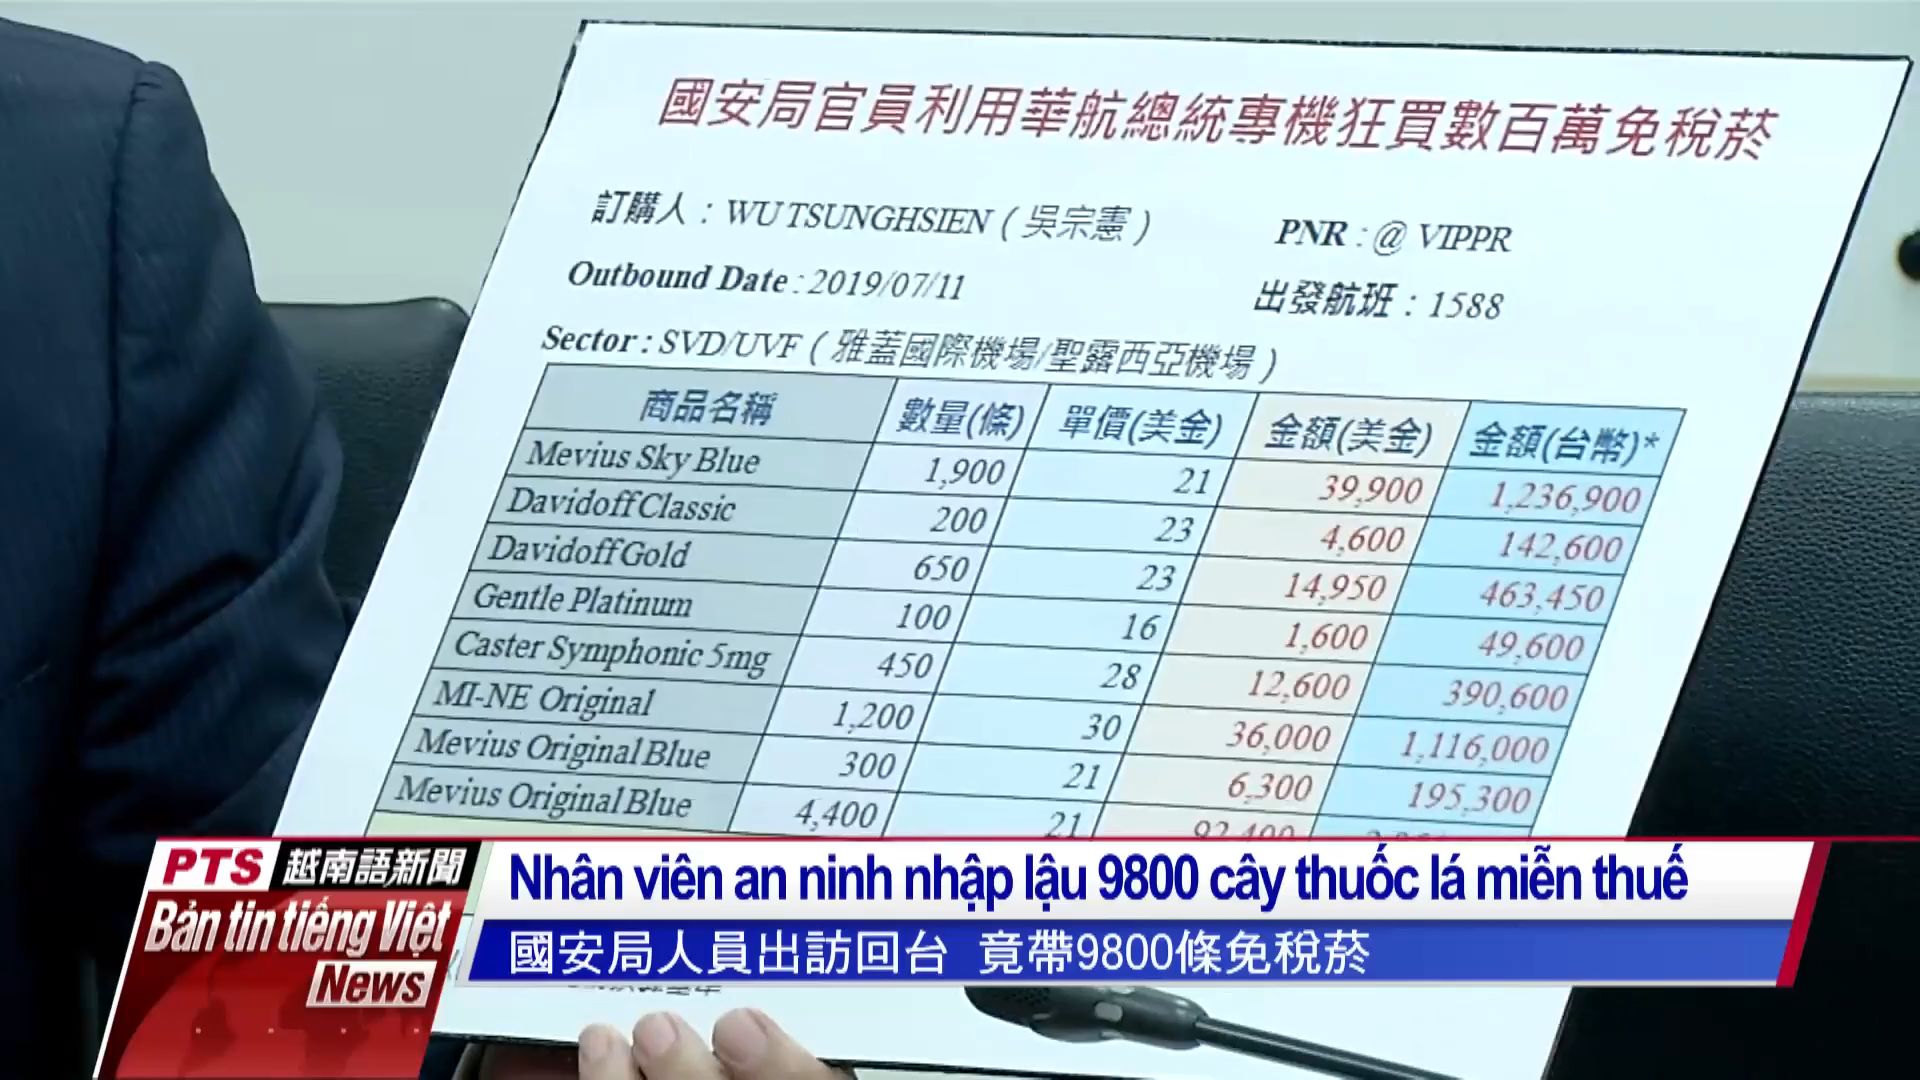 國安局官員利用華航總統專機狂買數百萬免稅菸
訂購人：WU TSUNGHSIEN（吳宗憲） PNR : @ VIPPR
Outbound Date : 2019/07/11 出發航班：1588
Sector : SVD/UVF（雅蓋國際機場/聖露西亞機場）
商品名稱 數量(條) 單價(美金) 金額(美金) 金額(台幣)*
Mevius Sky Blue 1,900 21 39,900 1,236,900
Davidoff Classic 200 23 4,600 142,600
Davidoff Gold 650 23 14,950 463,450
Gentle Platinum 100 16 1,600 49,600
Caster Symphonic 5mg 450 28 12,600 390,600
MI-NE Original 1,200 30 36,000 1,116,000
Mevius Original Blue 300 21 6,300 195,300
Mevius Original Blue 4,400 21 92,400
PTS 越南語新聞
Bản tin tiếng Việt
News
Nhân viên an ninh nhập lậu 9800 cây thuốc lá miễn thuế
國安局人員出訪回台 竟帶9800條免稅菸